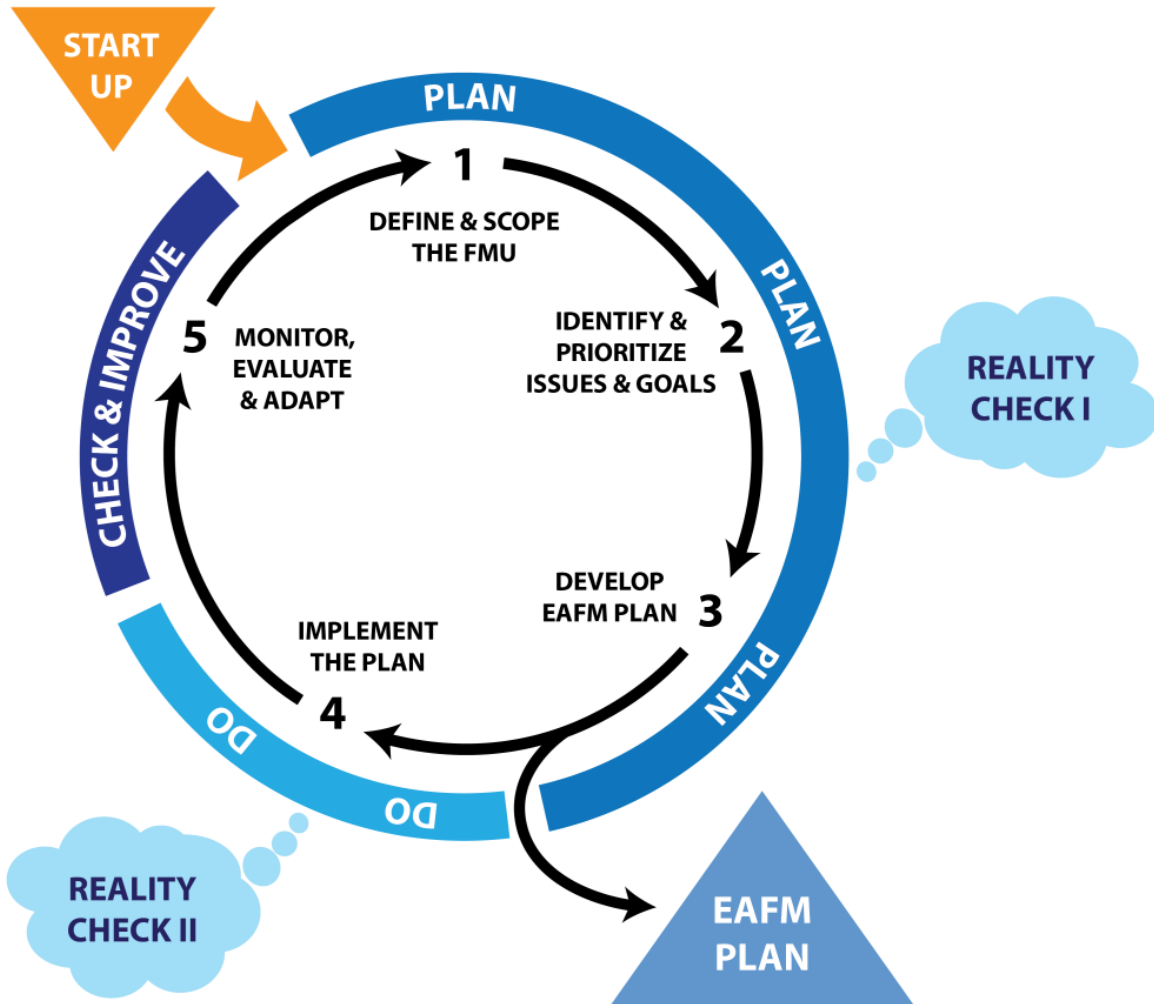 START
UP
PLAN
1
DEFINE & SCOPE
THE FMU
PLAN
2
IDENTIFY &
PRIORITIZE
ISSUES & GOALS
REALITY
CHECK I
3
DEVELOP
EAFM PLAN
PLAN
EAFM
PLAN
4
IMPLEMENT
THE PLAN
DO
DO
REALITY
CHECK II
5
MONITOR,
EVALUATE
& ADAPT
CHECK & IMPROVE